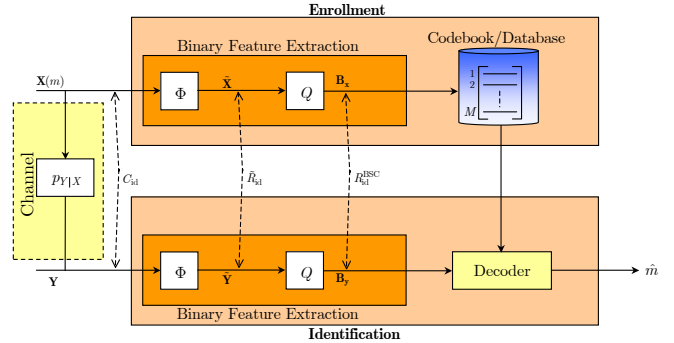 Enrollment
Binary Feature Extraction
Codebook/Database
X(m)
Φ
X̃
Q
B_x
1
2
M
Channel
p_{Y|X}
C_id
R̃_id
R_id^BSC
Y
Φ
Ỹ
Q
B_y
Decoder
m̂
Binary Feature Extraction
Identification